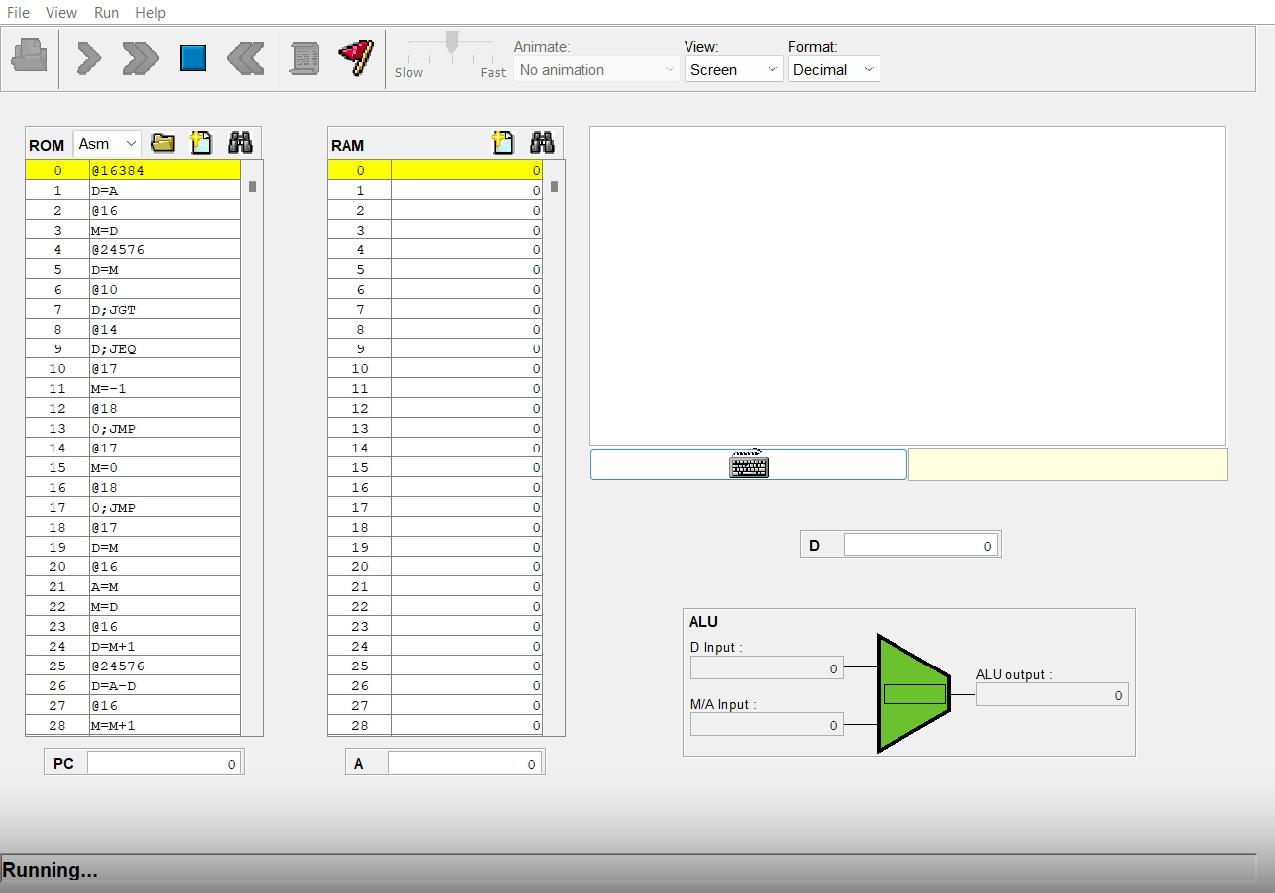 File View Run Help
Animate: View: Format:
Slow Fast No animation Screen Decimal
ROM Asm
RAM
0 @16384
1 D=A
2 @16
3 M=D
4 @24576
5 D=M
6 @10
7 D;JGT
8 @14
9 D;JEQ
10 @17
11 M=-1
12 @18
13 0;JMP
14 @17
15 M=0
16 @18
17 0;JMP
18 @17
19 D=M
20 @16
21 A=M
22 M=D
23 @16
24 D=M+1
25 @24576
26 D=A-D
27 @16
28 M=M+1
PC 0
0 0
1 0
2 0
3 0
4 0
5 0
6 0
7 0
8 0
9 0
10 0
11 0
12 0
13 0
14 0
15 0
16 0
17 0
18 0
19 0
20 0
21 0
22 0
23 0
24 0
25 0
26 0
27 0
28 0
A 0
D 0
ALU
D Input :
0
M/A Input :
0
ALU output :
0
Running...